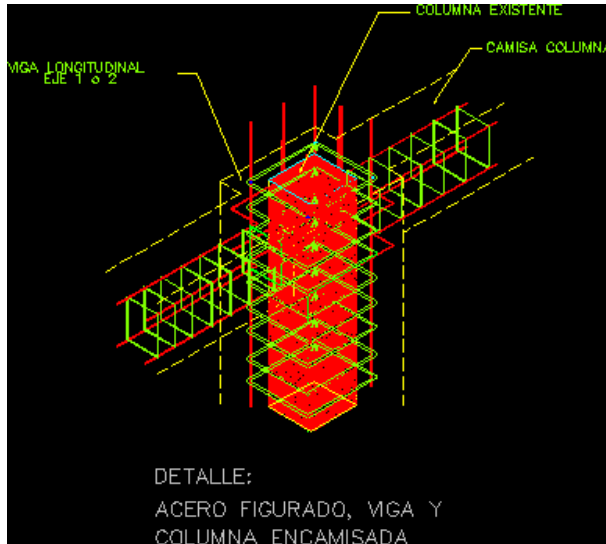 COLUMNA EXISTENTE
CAMISA COLUMNA
VIGA LONGITUDINAL
EJE 1 o 2
DETALLE:
ACERO FIGURADO, VIGA Y
COLUMNA ENCAMISADA